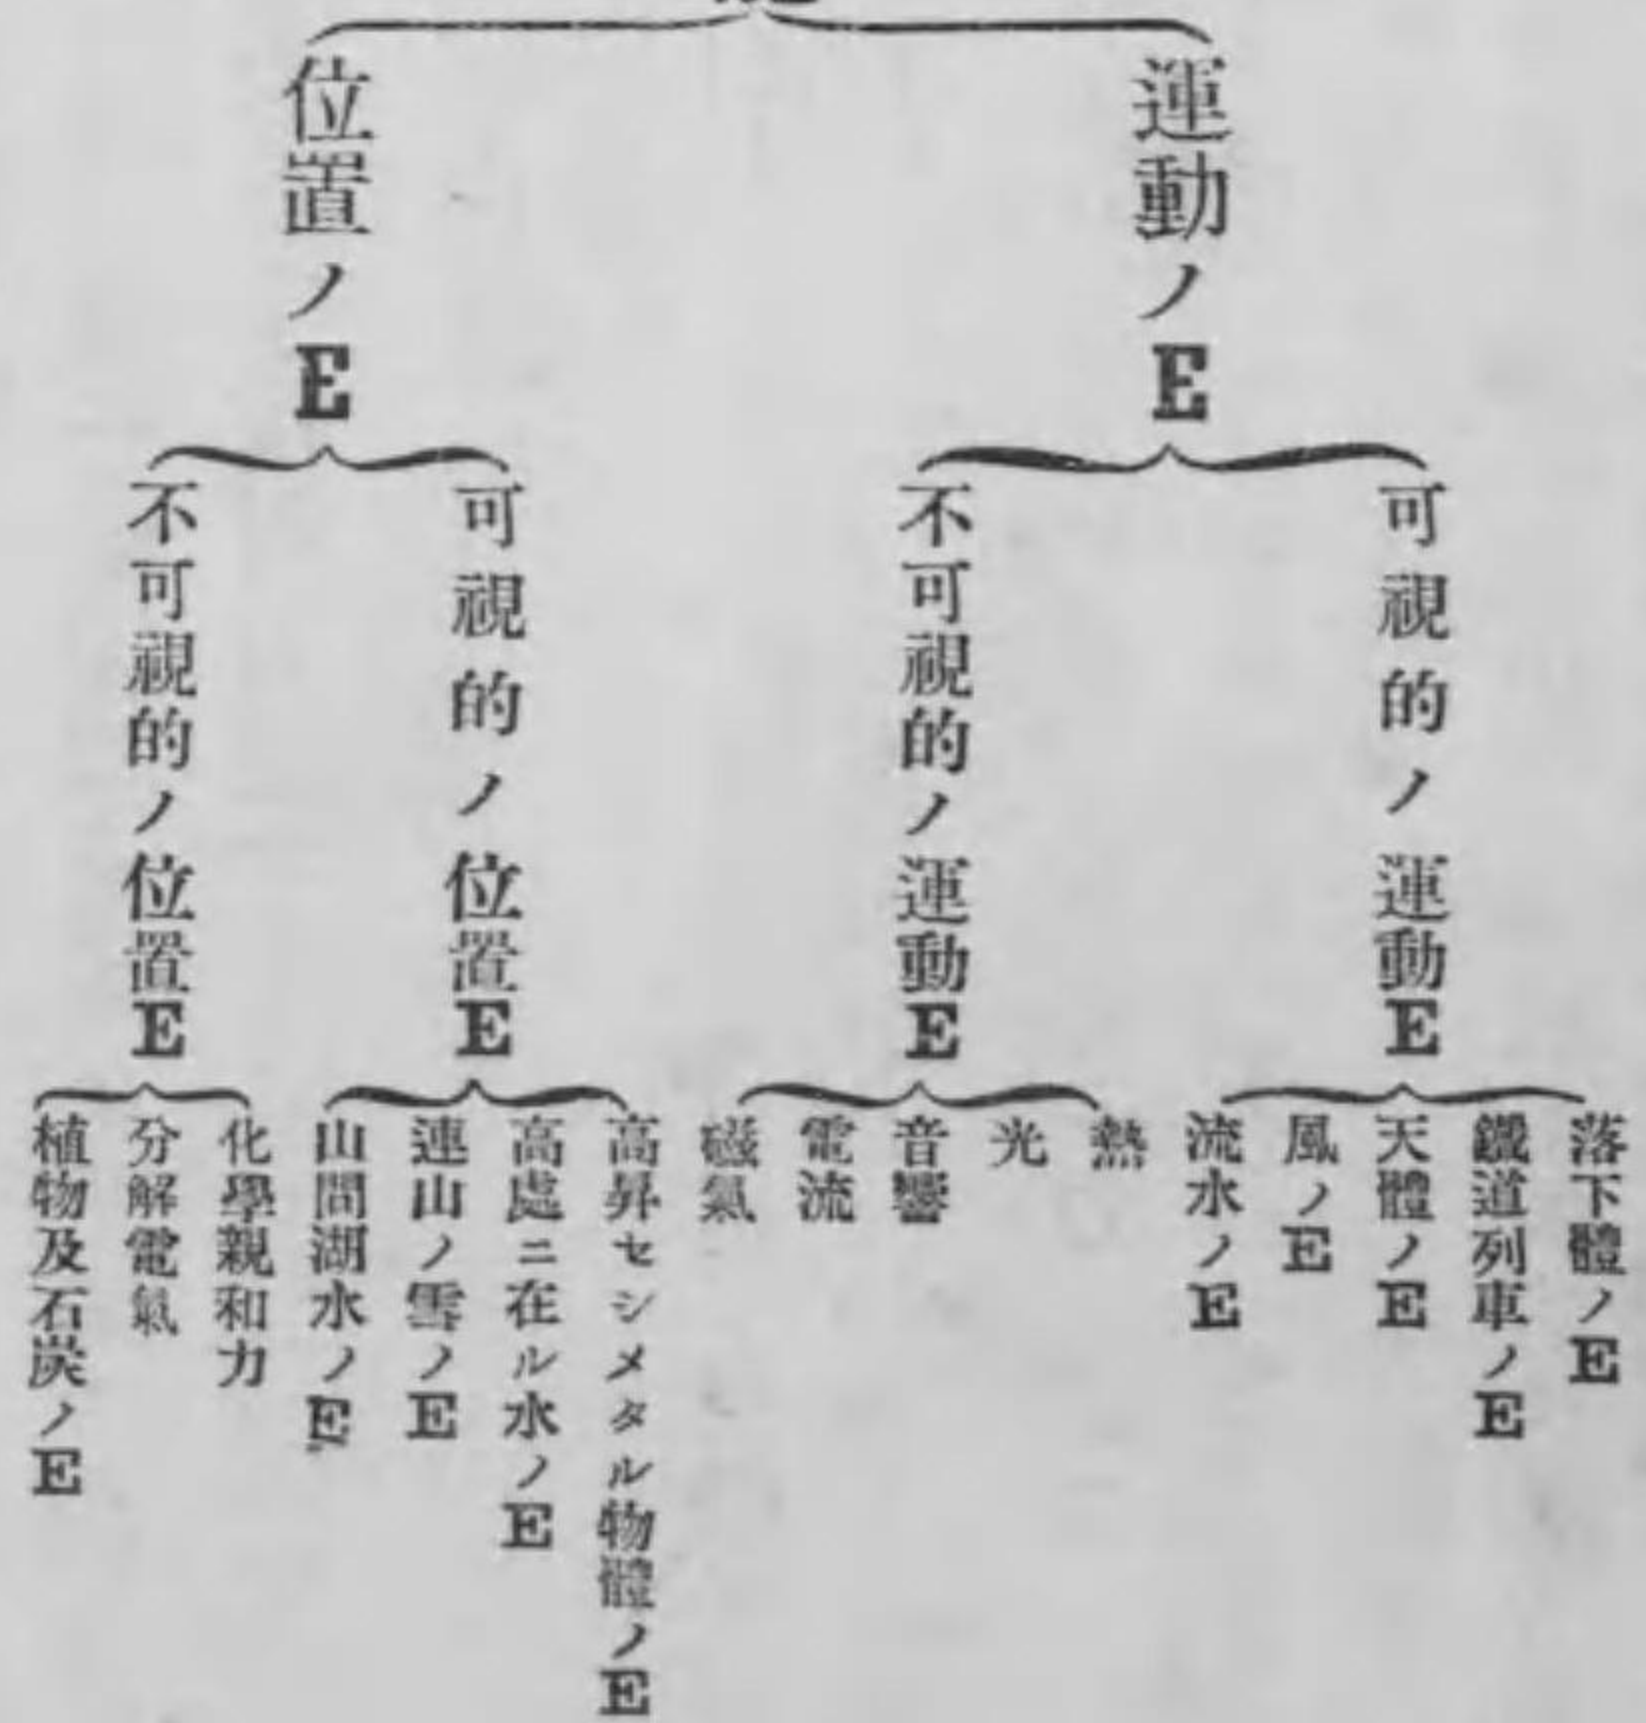 運動ノE
可視的ノ運動E
落下體ノE
鐵道列車ノE
天體ノE
風ノE
流水ノE
不可視的ノ運動E
熱
光
音響
電流
磁氣
位置ノE
可視的ノ位置E
高昇セシメタル物體ノE
高處ニ在ル水ノE
連山ノ雪ノE
山間湖水ノE
不可視的ノ位置E
化學親和力
分解電氣
植物及石炭ノE